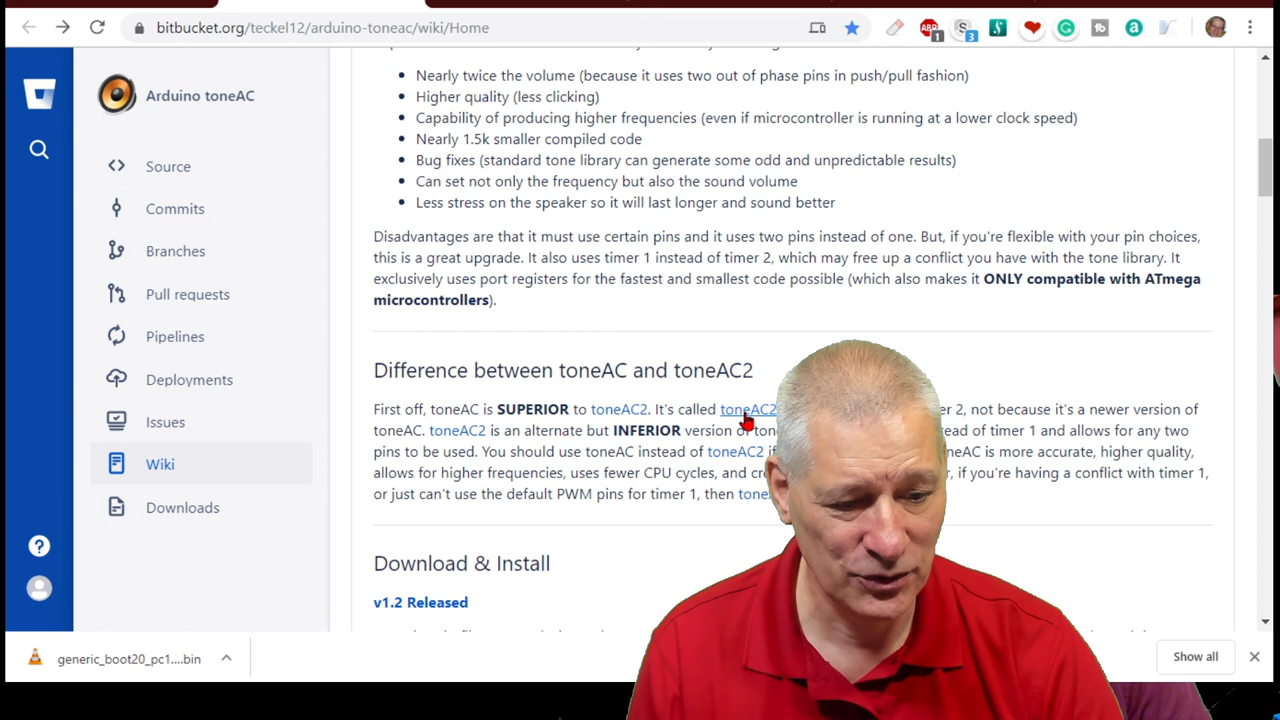 bitbucket.org/teckel12/arduino-toneac/wiki/Home
ABP
1
3
Arduino toneAC
Source
Commits
Branches
Pull requests
Pipelines
Deployments
Issues
Wiki
Downloads
Nearly twice the volume (because it uses two out of phase pins in push/pull fashion)
Higher quality (less clicking)
Capability of producing higher frequencies (even if microcontroller is running at a lower clock speed)
Nearly 1.5k smaller compiled code
Bug fixes (standard tone library can generate some odd and unpredictable results)
Can set not only the frequency but also the sound volume
Less stress on the speaker so it will last longer and sound better
Disadvantages are that it must use certain pins and it uses two pins instead of one. But, if you're flexible with your pin choices,
this is a great upgrade. It also uses timer 1 instead of timer 2, which may free up a conflict you have with the tone library. It
exclusively uses port registers for the fastest and smallest code possible (which also makes it ONLY compatible with ATmega
microcontrollers).
Difference between toneAC and toneAC2
First off, toneAC is SUPERIOR to toneAC2. It's called toneAC2 2, not because it's a newer version of
toneAC. toneAC2 is an alternate but INFERIOR version of instead of timer 1 and allows for any two
pins to be used. You should use toneAC instead of toneAC2 toneAC is more accurate, higher quality,
allows for higher frequencies, uses fewer CPU cycles, and if you're having a conflict with timer 1,
or just can't use the default PWM pins for timer 1, then
Download & Install
v1.2 Released
generic_boot20_pc1....bin
Show all